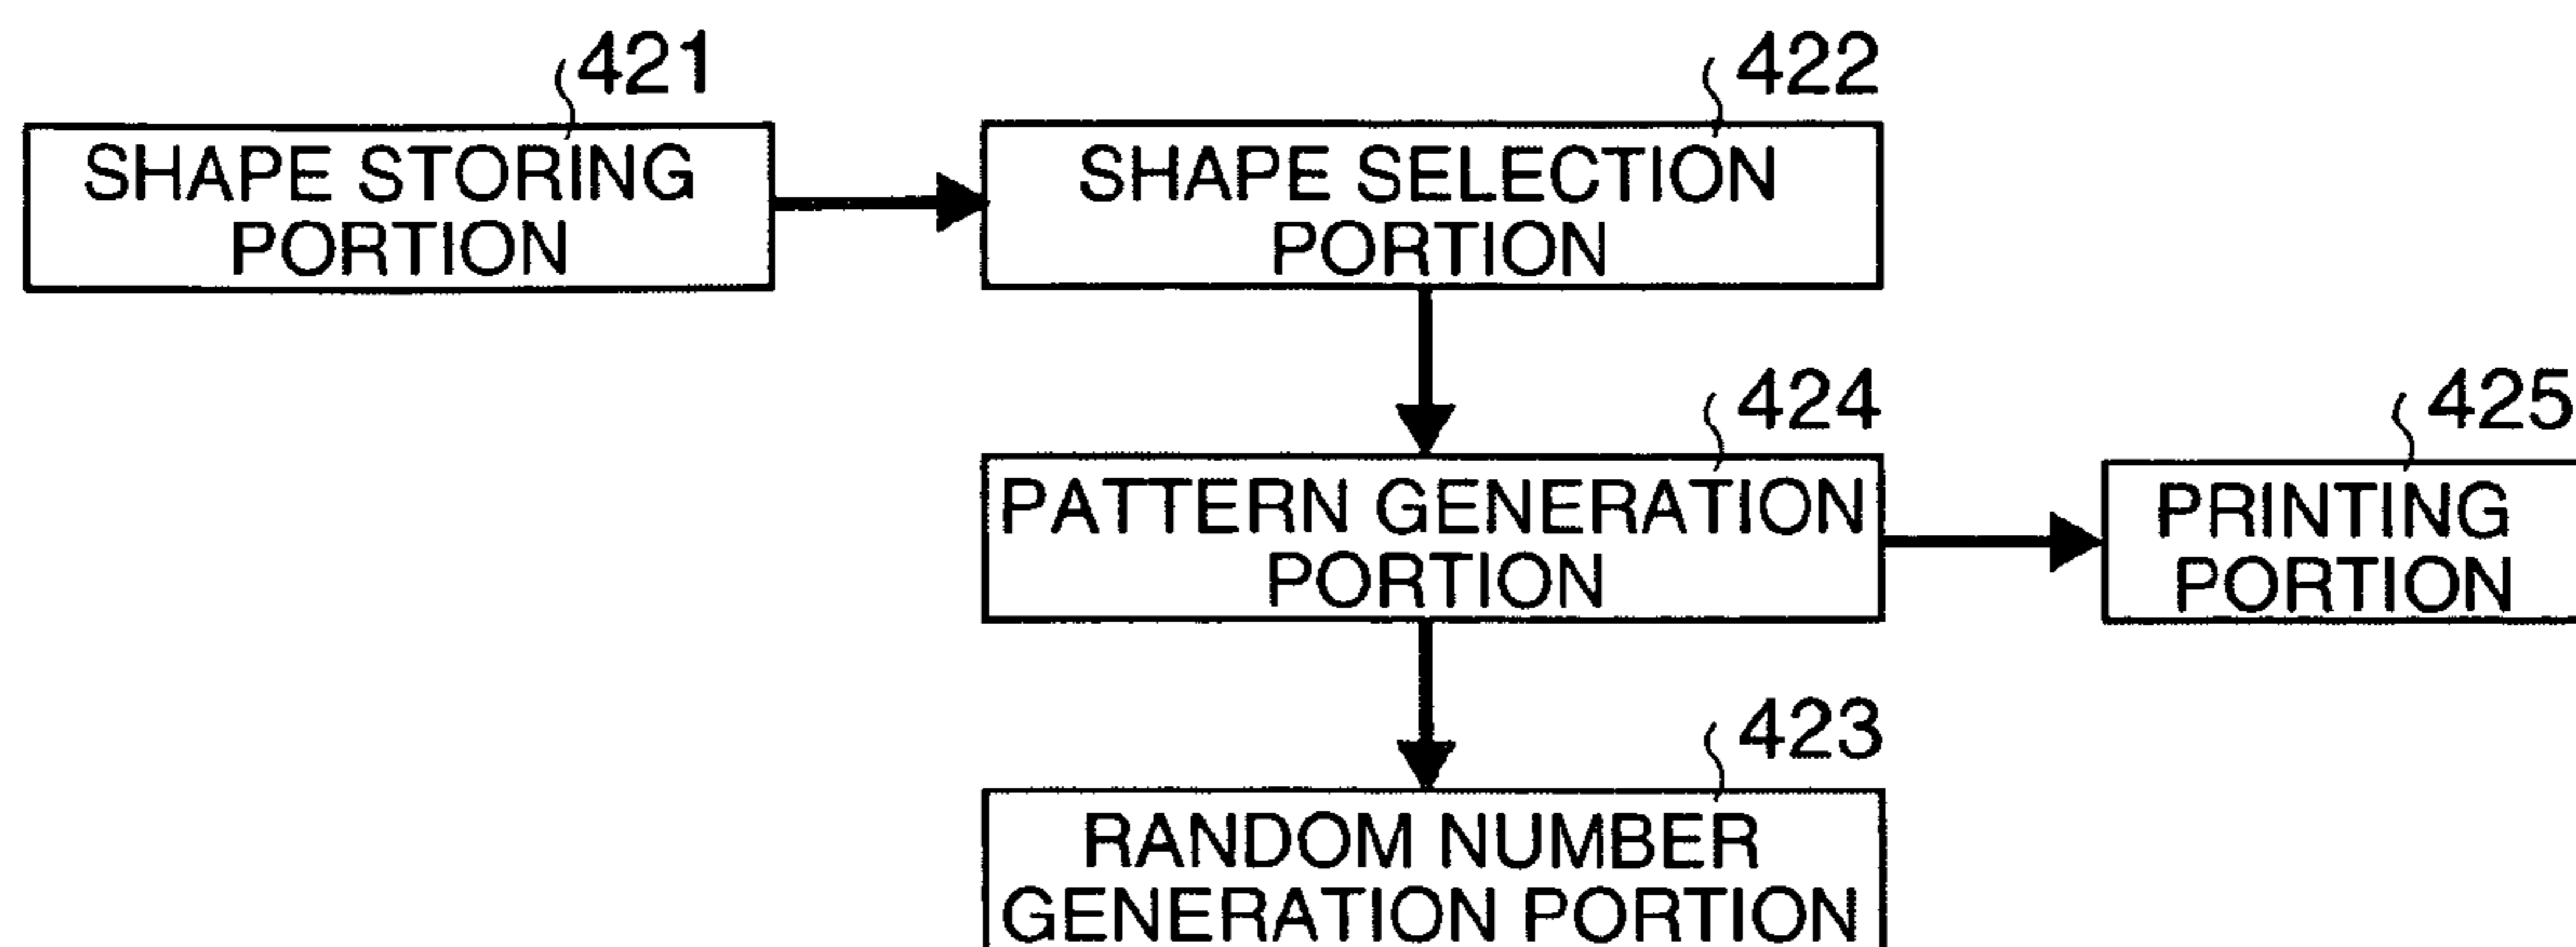 421
SHAPE STORING
PORTION
422
SHAPE SELECTION
PORTION
424
PATTERN GENERATION
PORTION
425
PRINTING
PORTION
423
RANDOM NUMBER
GENERATION PORTION